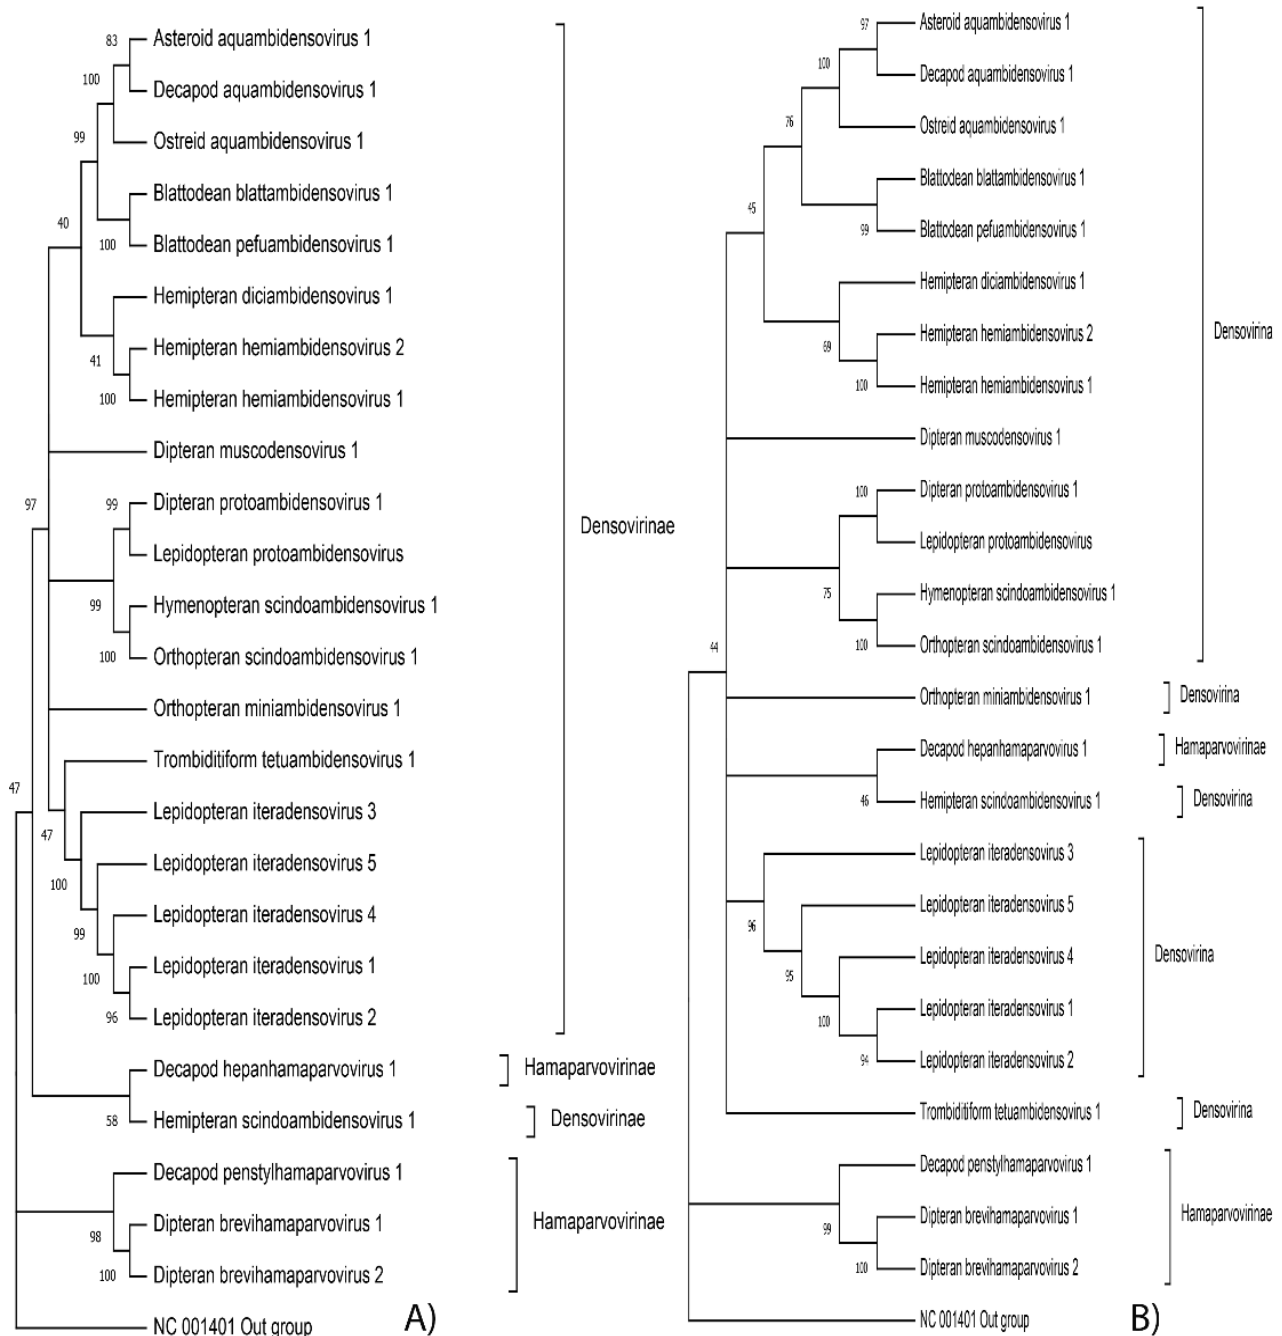 83
Asteroid aquambidensovirus 1
100
Decapod aquambidensovirus 1
99
Ostreid aquambidensovirus 1
Blattodean blattambidensovirus 1
40
100
Blattodean pefuambidensovirus 1
Hemipteran diciambidensovirus 1
Hemipteran hemiambidensovirus 2
41
100
Hemipteran hemiambidensovirus 1
Dipteran muscodensovirus 1
97
99
Dipteran protoambidensovirus 1
Densovirinae
Lepidopteran protoambidensovirus
99
Hymenopteran scindoambidensovirus 1
100
Orthopteran scindoambidensovirus 1
Orthopteran miniambidensovirus 1
Trombiditiform tetuambidensovirus 1
47
Lepidopteran iteradensovirus 3
47
Lepidopteran iteradensovirus 5
100
Lepidopteran iteradensovirus 4
99
Lepidopteran iteradensovirus 1
100
96
Lepidopteran iteradensovirus 2
Decapod hepanhamaparvovirus 1
Hamaparvovirinae
58
Hemipteran scindoambidensovirus 1
Densovirinae
Decapod penstylhamaparvovirus 1
Dipteran brevihamaparvovirus 1
Hamaparvovirinae
98
100
Dipteran brevihamaparvovirus 2
NC 001401 Out group
A)
97
Asteroid aquambidensovirus 1
100
Decapod aquambidensovirus 1
76
Ostreid aquambidensovirus 1
Blattodean blattambidensovirus 1
45
99
Blattodean pefuambidensovirus 1
Hemipteran diciambidensovirus 1
Hemipteran hemiambidensovirus 2
Densovirina
69
100
Hemipteran hemiambidensovirus 1
Dipteran muscodensovirus 1
100
Dipteran protoambidensovirus 1
Lepidopteran protoambidensovirus
75
Hymenopteran scindoambidensovirus 1
100
Orthopteran scindoambidensovirus 1
44
Orthopteran miniambidensovirus 1
Densovirina
Decapod hepanhamaparvovirus 1
Hamaparvovirinae
46
Hemipteran scindoambidensovirus 1
Densovirina
Lepidopteran iteradensovirus 3
96
Lepidopteran iteradensovirus 5
95
Lepidopteran iteradensovirus 4
Densovirina
100
Lepidopteran iteradensovirus 1
94
Lepidopteran iteradensovirus 2
Trombiditiform tetuambidensovirus 1
Densovirina
Decapod penstylhamaparvovirus 1
99
Dipteran brevihamaparvovirus 1
Hamaparvovirinae
100
Dipteran brevihamaparvovirus 2
NC 001401 Out group
B)